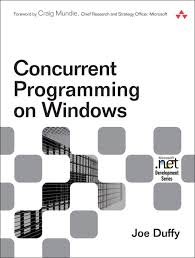 Foreword by Craig Mundie, Chief Research and Strategy Officer, Microsoft
Concurrent
Programming
on Windows
Microsoft
.net
Development
Series
Joe Duffy